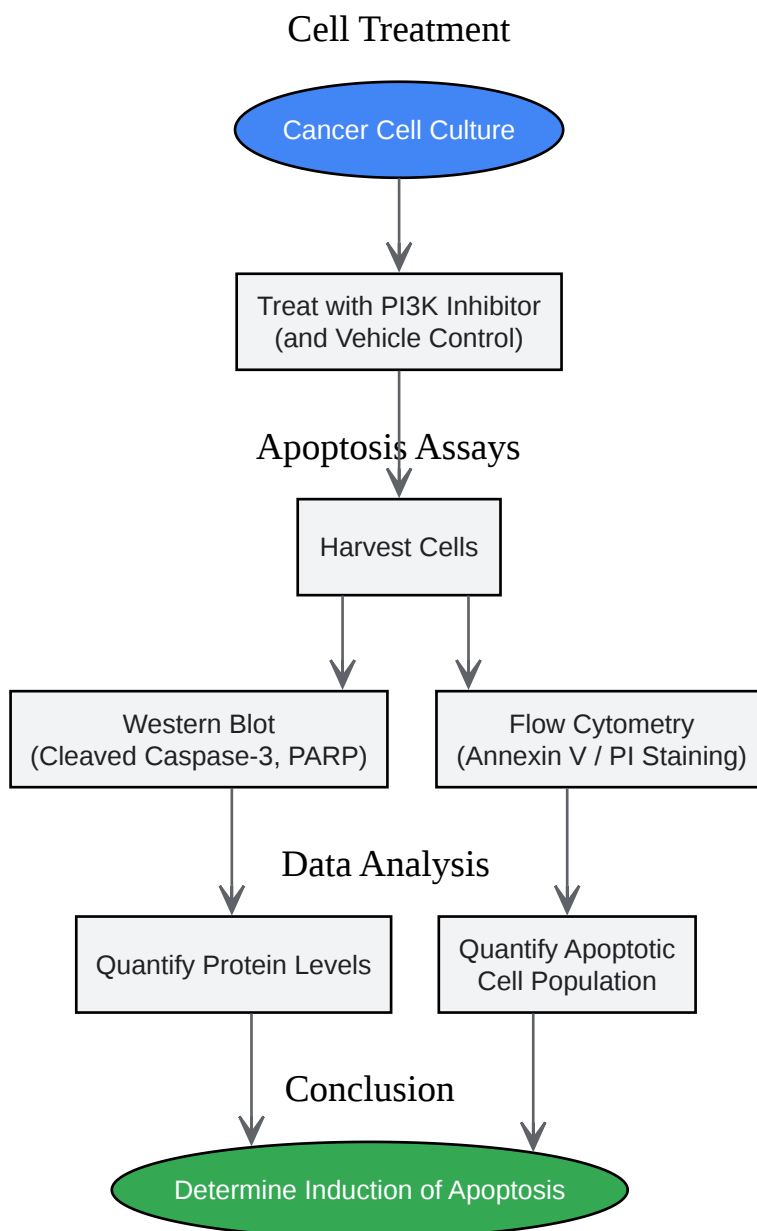 Cell Treatment
Cancer Cell Culture
Treat with PI3K Inhibitor
(and Vehicle Control)
Apoptosis Assays
Harvest Cells
Western Blot
(Cleaved Caspase-3, PARP)
Flow Cytometry
(Annexin V / PI Staining)
Data Analysis
Quantify Protein Levels
Quantify Apoptotic
Cell Population
Conclusion
Determine Induction of Apoptosis